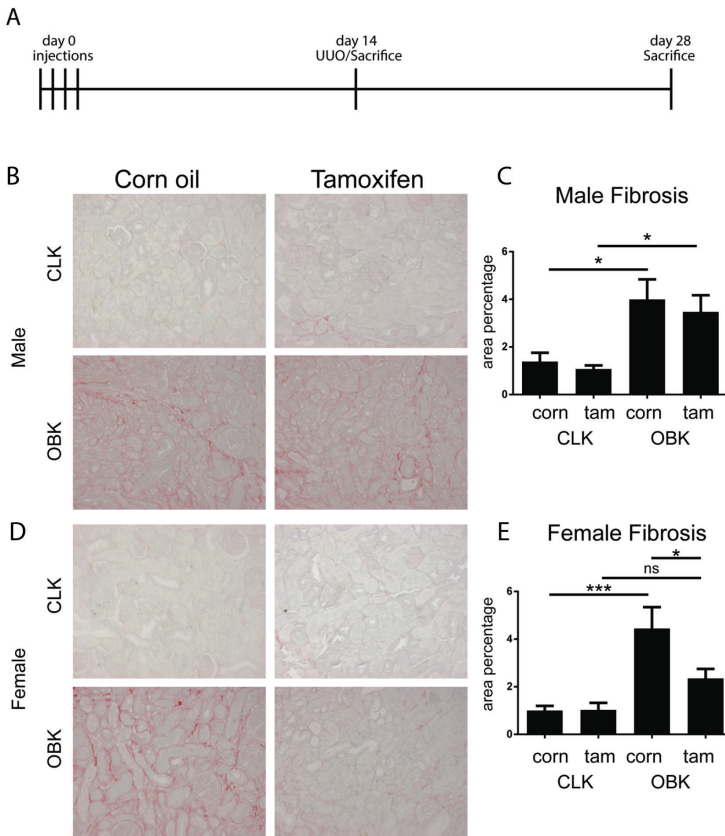 A
day 0
injections
day 14
UUO/Sacrifice
day 28
Sacrifice
B
Corn oil
Tamoxifen
CLK
Male
OBK
C
Male Fibrosis
area percentage
6
4
2
0
*
*
corn
tam
corn
tam
CLK
OBK
D
CLK
Female
OBK
E
Female Fibrosis
area percentage
6
4
2
0
*
ns
***
corn
tam
corn
tam
CLK
OBK